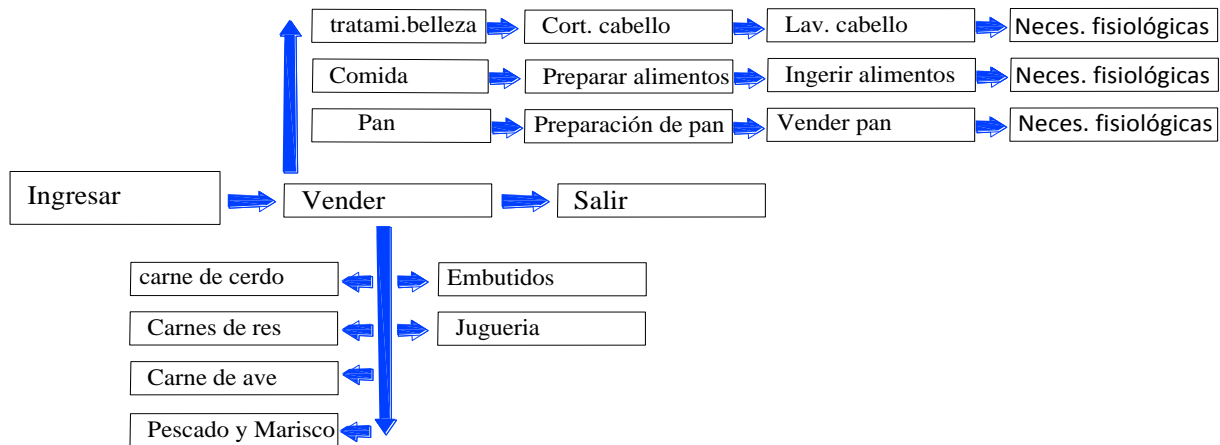 tratami.belleza Cort. cabello Lav. cabello Neces. fisiológicas
Comida Preparar alimentos Ingerir alimentos Neces. fisiológicas
Pan Preparación de pan Vender pan Neces. fisiológicas
Ingresar Vender Salir
carne de cerdo Embutidos
Carnes de res Jugueria
Carne de ave
Pescado y Marisco